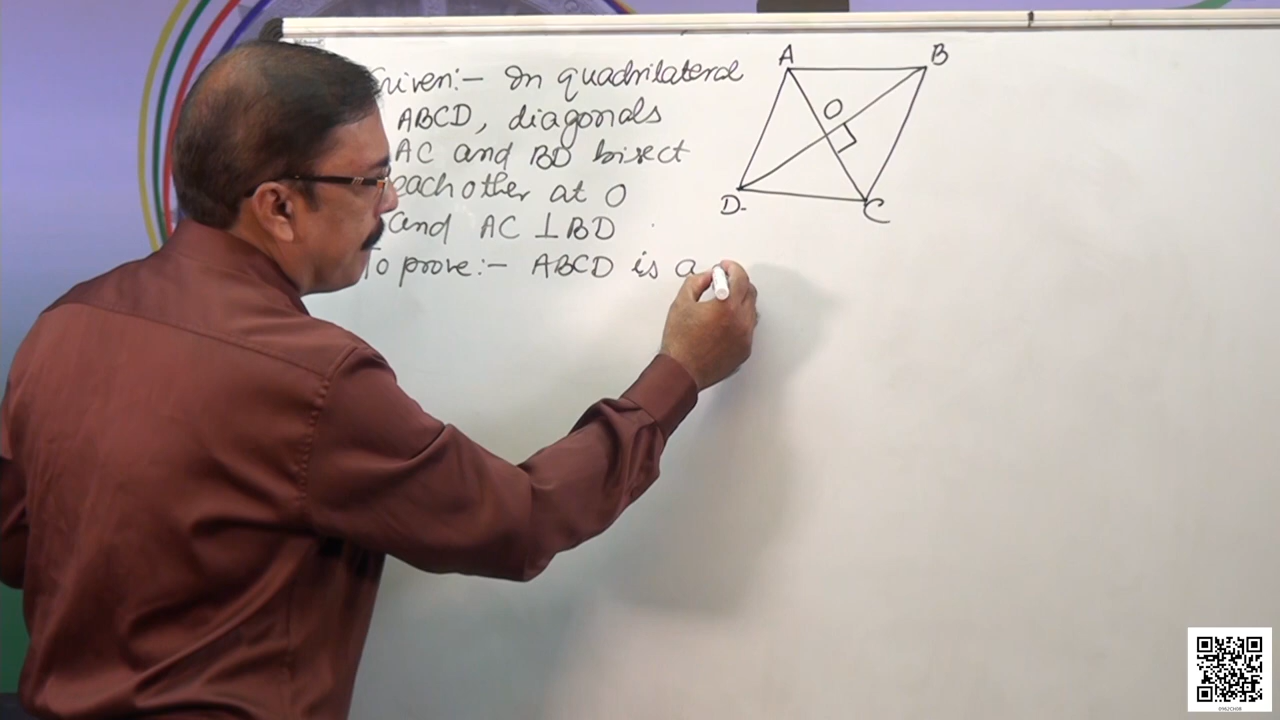 Given:- In quadrilateral
ABCD, diagonals
AC and BD bisect
each other at O
and AC ⊥ BD
To prove:- ABCD is a
A
B
O
D
C
0962CH08